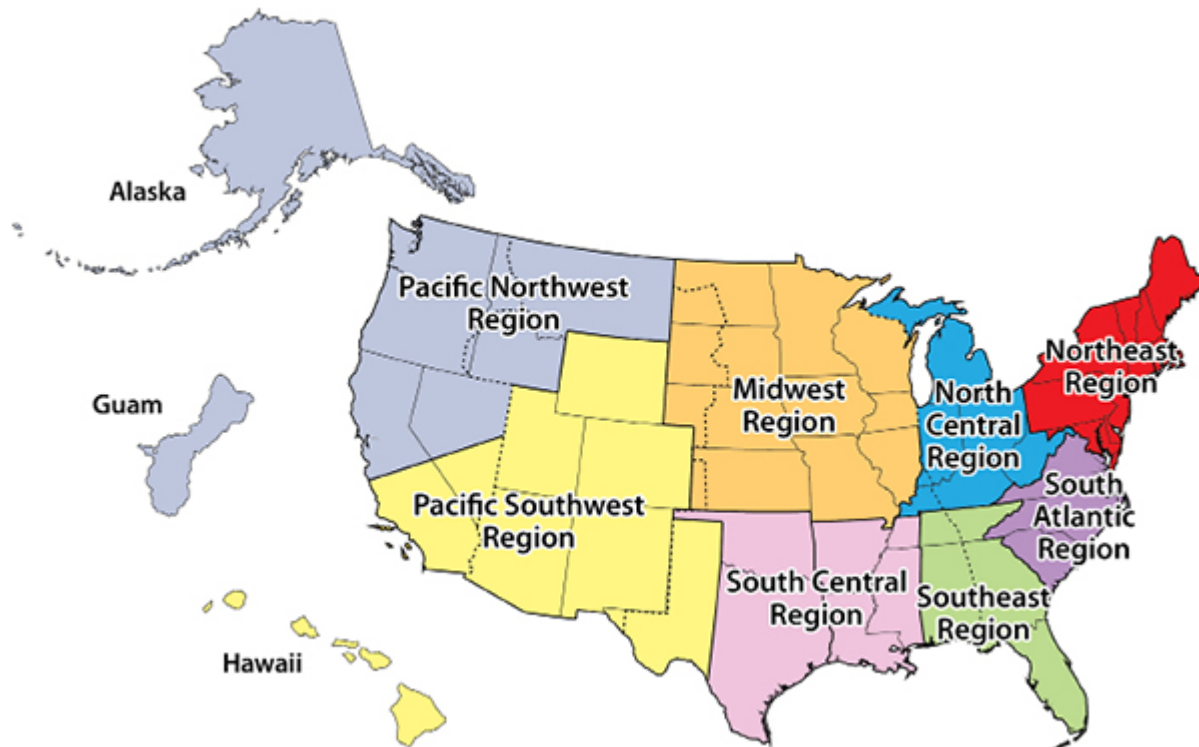 Alaska
Pacific Northwest
Region
Northeast
Region
Guam
Midwest
Region
North
Central
Region
Pacific Southwest
Region
South
Atlantic
Region
South Central
Region
Southeast
Region
Hawaii